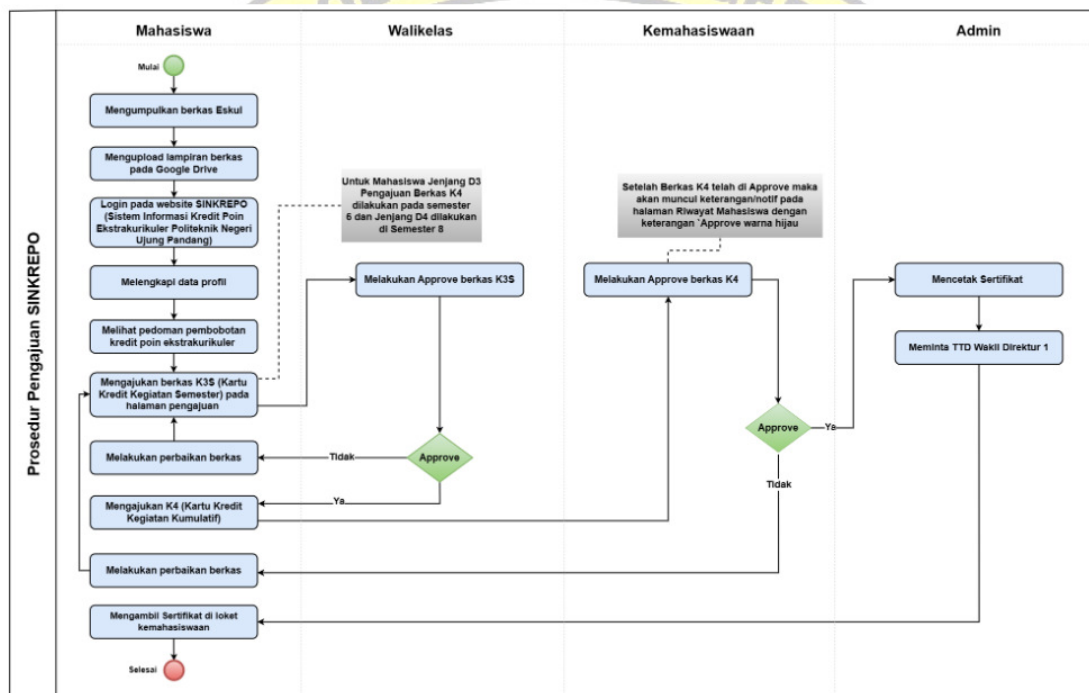 Prosedur Pengajuan SINKREPO
Mahasiswa
Walikelas
Kemahasiswaan
Admin
Mulai
Mengumpulkan berkas Eskul
Mengupload lampiran berkas
pada Google Drive
Login pada website SINKREPO
(Sistem Informasi Kredit Poin
Ekstrakurikuler Politeknik Negeri
Ujung Pandang)
Melengkapi data profil
Melihat pedoman pembobotan
kredit poin ekstrakurikuler
Mengajukan berkas K3S (Kartu
Kredit Kegiatan Semester) pada
halaman pengajuan
Untuk Mahasiswa Jenjang D3
Pengajuan Berkas K4
dilakukan pada semester
6 dan Jenjang D4 dilakukan
di Semester 8
Melakukan Approve berkas K3S
Approve
Tidak
Melakukan perbaikan berkas
Ya
Mengajukan K4 (Kartu Kredit
Kegiatan Kumulatif)
Setelah Berkas K4 telah di Approve maka
akan muncul keterangan/notif pada
halaman Riwayat Mahasiswa dengan
keterangan `Approve warna hijau
Melakukan Approve berkas K4
Approve
Ya
Tidak
Melakukan perbaikan berkas
Mencetak Sertifikat
Meminta TTD Wakil Direktur 1
Mengambil Sertifikat di loket
kemahasiswaan
Selesai